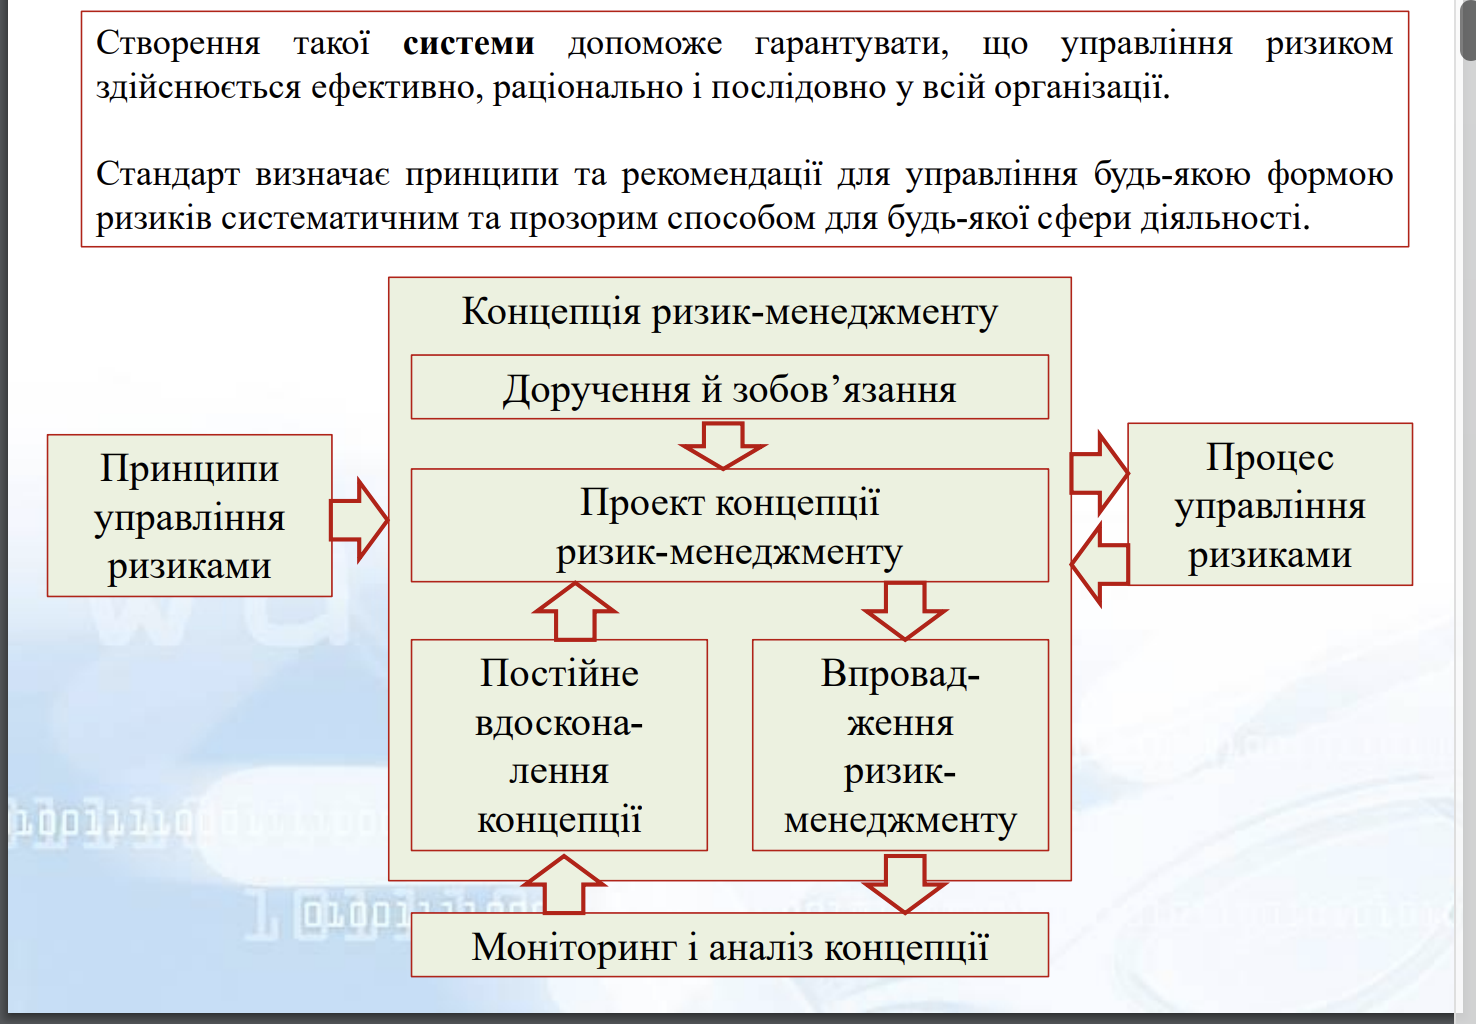 Створення такої системи допоможе гарантувати, що управління ризиком
здійснюється ефективно, раціонально і послідовно у всій організації.
Стандарт визначає принципи та рекомендації для управління будь-якою формою
ризиків систематичним та прозорим способом для будь-якої сфери діяльності.
Концепція ризик-менеджменту
Доручення й зобов’язання
Принципи
управління
ризиками
Проект концепції
ризик-менеджменту
Процес
управління
ризиками
Постійне
вдоскона-
лення
концепції
Впровад-
ження
ризик-
менеджменту
Моніторинг і аналіз концепції